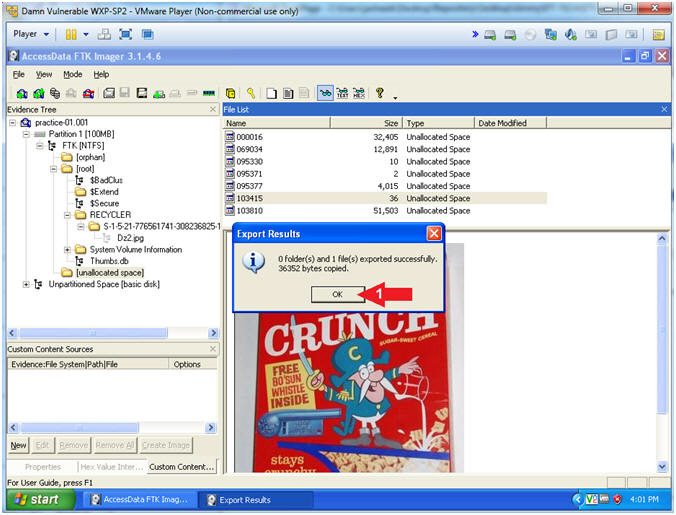 Damn Vulnerable WXP-SP2 - VMware Player (Non-commercial use only)
Player
AccessData FTK Imager 3.1.4.6
File View Mode Help
TEXT HEX
Evidence Tree
practice-01.001
Partition 1 [100MB]
FTK [NTFS]
[orphan]
[root]
$BadClus
$Extend
$Secure
RECYCLER
S-1-5-21-776561741-308236825-1
Dz2.jpg
System Volume Information
Thumbs.db
[unallocated space]
Unpartitioned Space [basic disk]
File List
Name Size Type Date Modified
000016 32,405 Unallocated Space
069034 12,891 Unallocated Space
095330 10 Unallocated Space
095371 2 Unallocated Space
095377 4,015 Unallocated Space
103415 36 Unallocated Space
103810 51,503 Unallocated Space
Export Results
0 folder(s) and 1 file(s) exported successfully.
36352 bytes copied.
OK
1
CRUNCH
SUGAR-SWEET CEREAL
C
FREE
BO'SUN
WHISTLE
INSIDE
stays
crunchy
Custom Content Sources
Evidence:File System|Path|File Options
New Edit Remove Remove All Create Image
Properties Hex Value Inter... Custom Content...
For User Guide, press F1
start AccessData FTK Imag... Export Results 4:01 PM